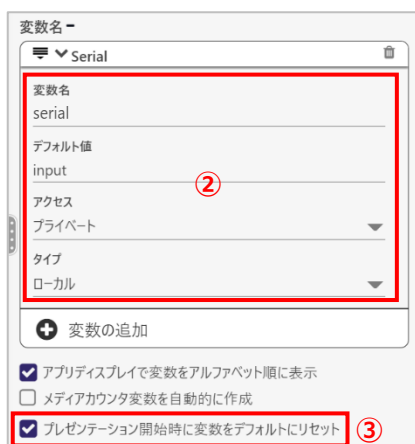 変数名 -
Serial
変数名
serial
デフォルト値
input
②
アクセス
プライベート
タイプ
ローカル
変数の追加
アプリディスプレイで変数をアルファベット順に表示
メディアカウンタ変数を自動的に作成
プレゼンテーション開始時に変数をデフォルトにリセット ③